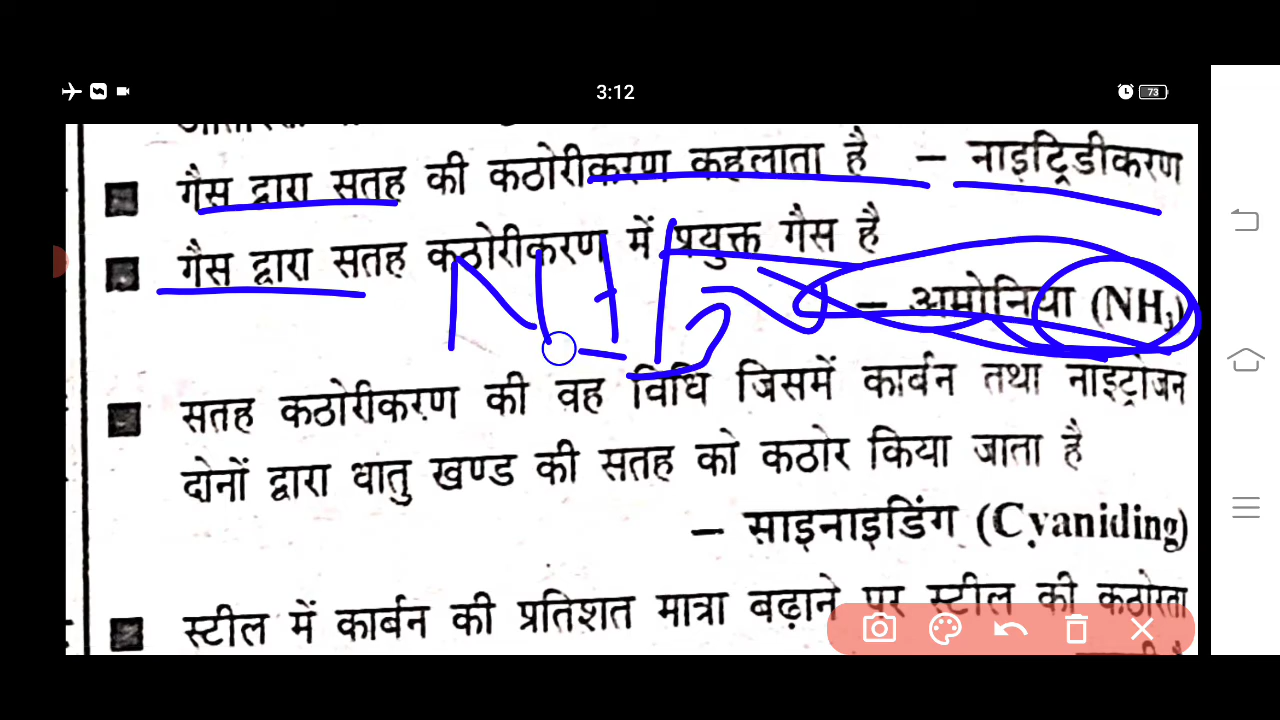 3:12
73
गैस द्वारा सतह की कठोरीकरण कहलाता है – नाइट्रिडीकरण
गैस द्वारा सतह कठोरीकरण में प्रयुक्त गैस है
– अमोनिया (NH3)
NH3
सतह कठोरीकरण की वह विधि जिसमें कार्बन तथा नाइट्रोजन
दोनों द्वारा धातु खण्ड की सतह को कठोर किया जाता है
– साइनाइडिंग (Cyaniding)
स्टील में कार्बन की प्रतिशत मात्रा बढ़ाने पर स्टील की कठोरता